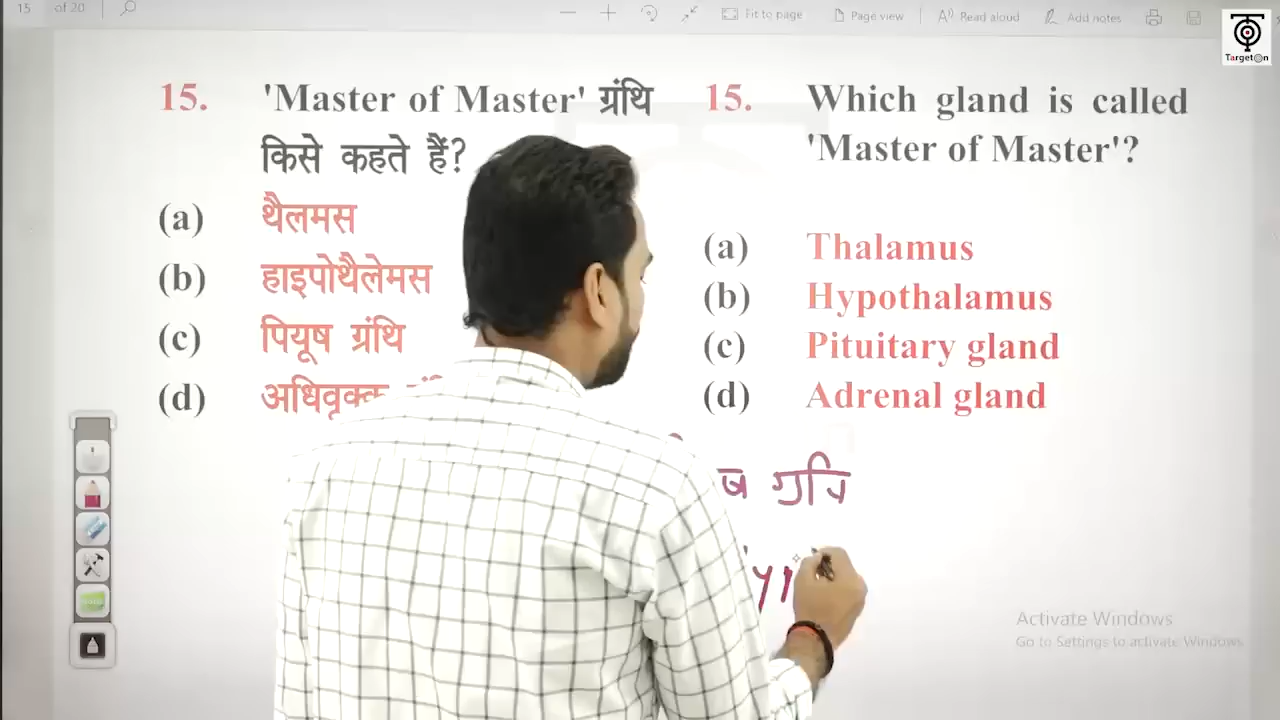 15 of 20
Fit to page
Page view
Read aloud
Add notes
TargetOn
15. 'Master of Master' ग्रंथि
किसे कहते हैं?
(a) थैलमस
(b) हाइपोथैलेमस
(c) पियूष ग्रंथि
(d) अधिवृक्क
15. Which gland is called
'Master of Master'?
(a) Thalamus
(b) Hypothalamus
(c) Pituitary gland
(d) Adrenal gland
Activate Windows
Go to Settings to activate Windows